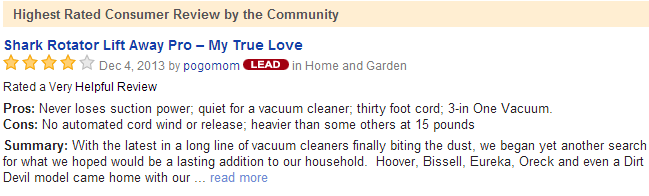 Highest Rated Consumer Review by the Community
Shark Rotator Lift Away Pro – My True Love
Dec 4, 2013 by pogomom LEAD in Home and Garden
Rated a Very Helpful Review
Pros: Never loses suction power; quiet for a vacuum cleaner; thirty foot cord; 3-in One Vacuum.
Cons: No automated cord wind or release; heavier than some others at 15 pounds
Summary: With the latest in a long line of vacuum cleaners finally biting the dust, we began yet another search
for what we hoped would be a lasting addition to our household. Hoover, Bissell, Eureka, Oreck and even a Dirt
Devil model came home with our ... read more